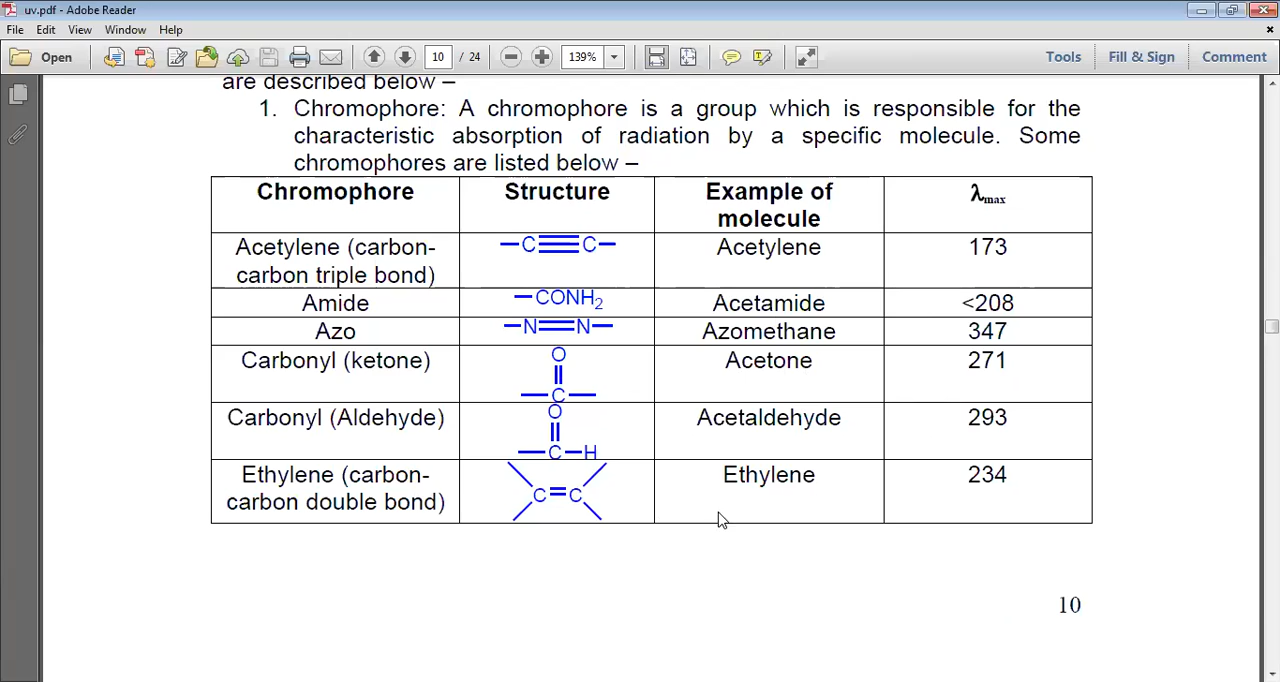 uv.pdf - Adobe Reader
File Edit View Window Help
Open 10 / 24 139% Tools Fill & Sign Comment
are described below –
1. Chromophore: A chromophore is a group which is responsible for the
characteristic absorption of radiation by a specific molecule. Some
chromophores are listed below –
Chromophore Structure Example of molecule λmax
Acetylene (carbon-carbon triple bond) –C≡C– Acetylene 173
Amide –CONH2 Acetamide <208
Azo –N=N– Azomethane 347
Carbonyl (ketone) O C Acetone 271
Carbonyl (Aldehyde) O C–H Acetaldehyde 293
Ethylene (carbon-carbon double bond) C=C Ethylene 234
10